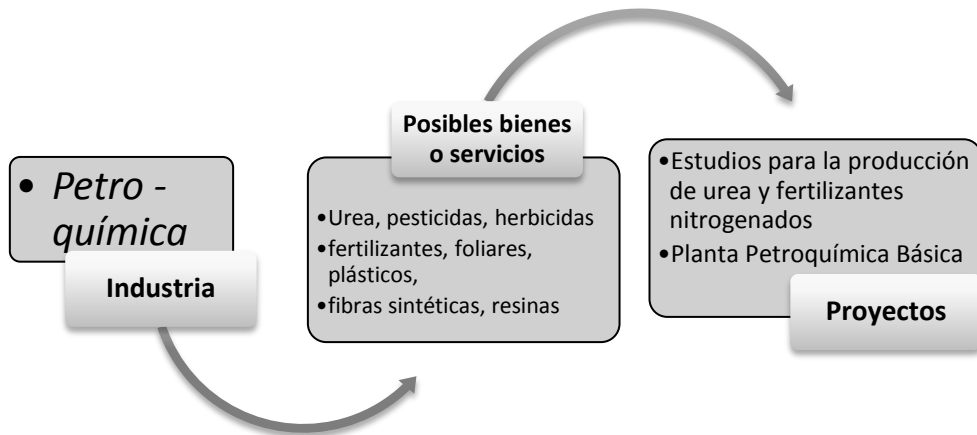 • Petro -
química
Industria
Posibles bienes
o servicios
•Urea, pesticidas, herbicidas
•fertilizantes, foliares,
plásticos,
•fibras sintéticas, resinas
•Estudios para la producción
de urea y fertilizantes
nitrogenados
•Planta Petroquímica Básica
Proyectos